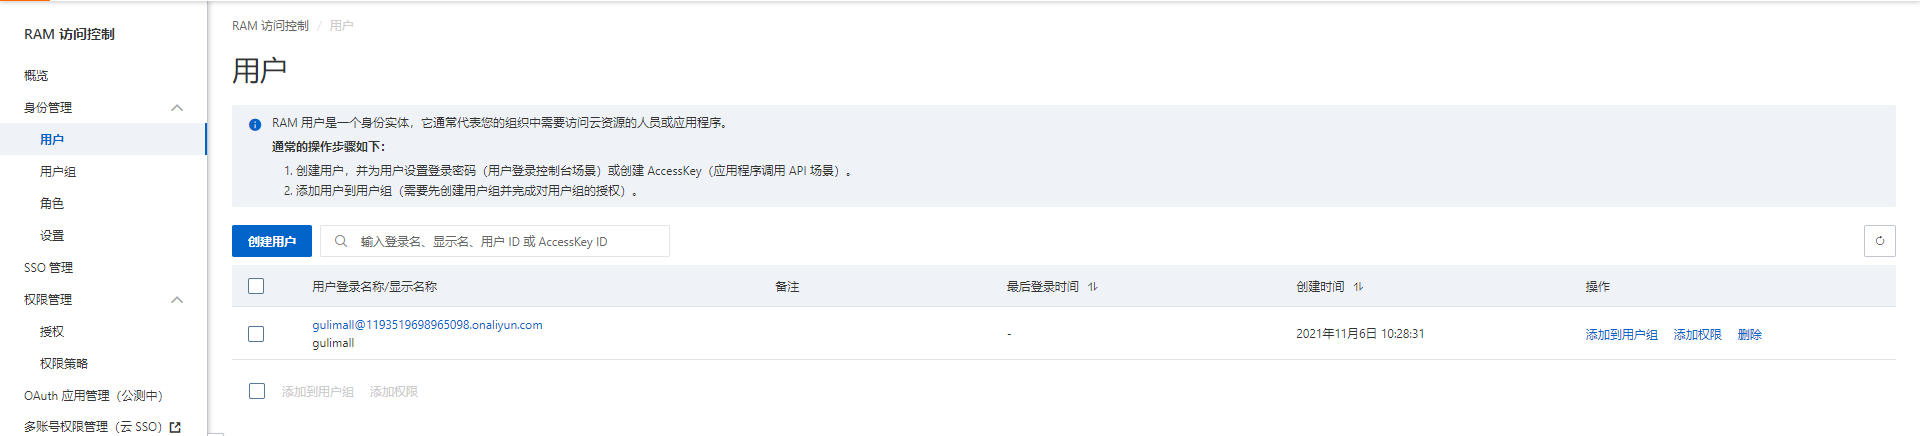 RAM 访问控制
概览
身份管理
用户
用户组
角色
设置
SSO 管理
权限管理
授权
权限策略
OAuth 应用管理（公测中）
多账号权限管理（云 SSO）
RAM 访问控制 / 用户
用户
RAM 用户是一个身份实体，它通常代表您的组织中需要访问云资源的人员或应用程序。
通常的操作步骤如下：
1. 创建用户，并为用户设置登录密码（用户登录控制台场景）或创建 AccessKey（应用程序调用 API 场景）。
2. 添加用户到用户组（需要先创建用户组并完成对用户组的授权）。
创建用户 输入登录名、显示名、用户 ID 或 AccessKey ID
用户登录名称/显示名称 备注 最后登录时间 创建时间 操作
gulimall@1193519698965098.onaliyun.com - 2021年11月6日 10:28:31 添加到用户组 添加权限 删除
gulimall
添加到用户组 添加权限